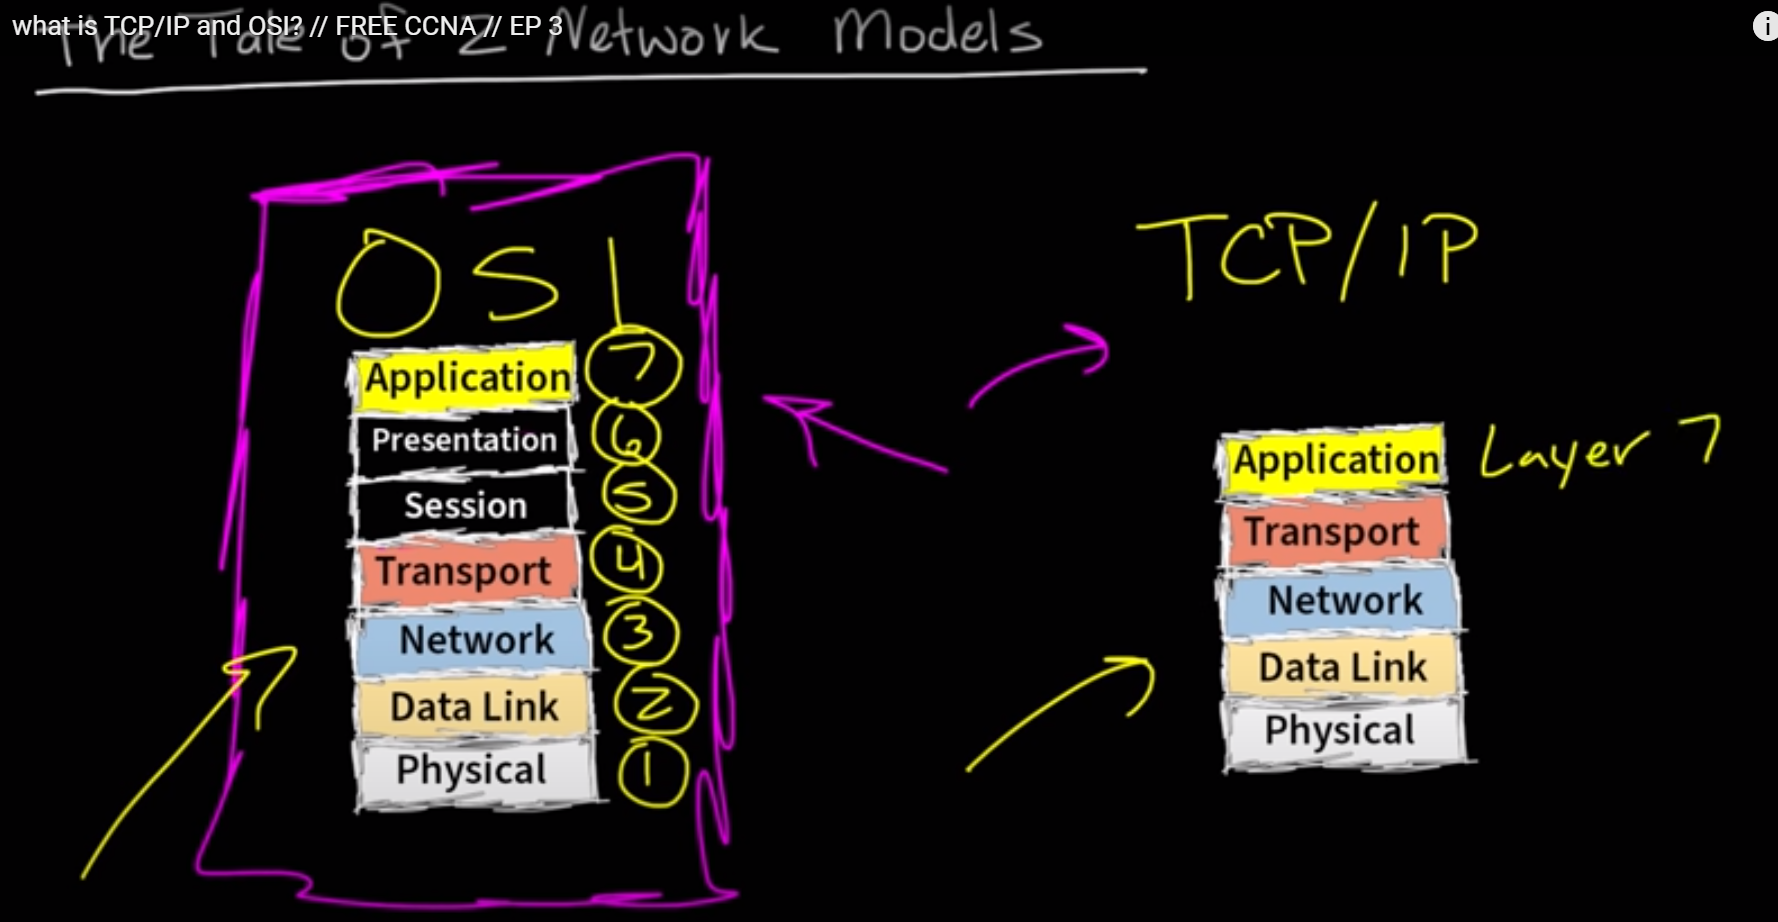 what is TCP/IP and OSI? // FREE CCNA // EP 3
The Tale of 2 Network Models
OSI
Application 7
Presentation 6
Session 5
Transport 4
Network 3
Data Link 2
Physical 1
TCP/IP
Application Layer 7
Transport
Network
Data Link
Physical